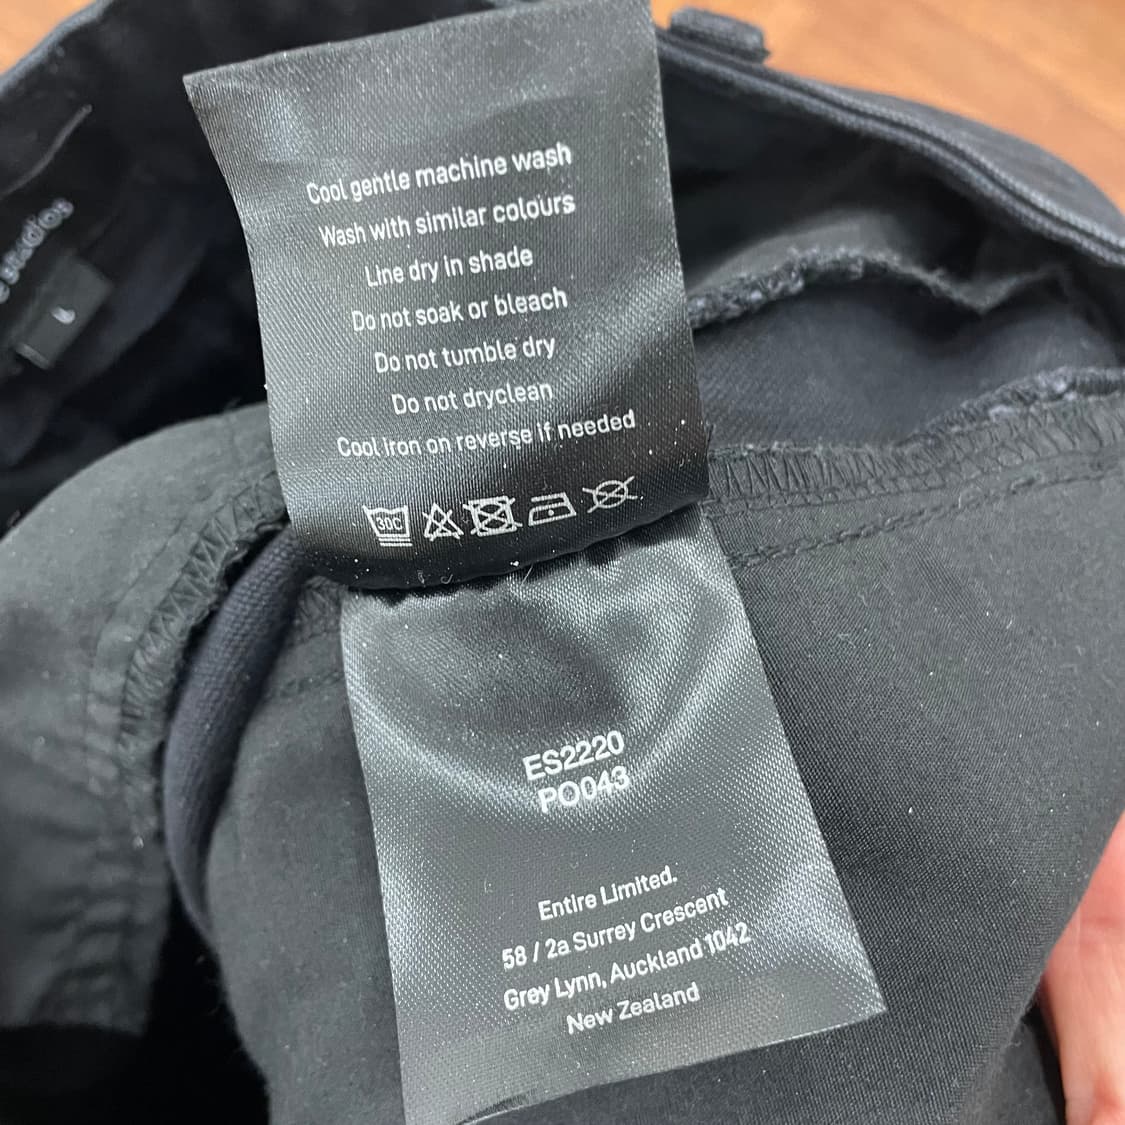 Cool gentle machine wash
Wash with similar colours
Line dry in shade
Do not soak or bleach
Do not tumble dry
Do not dryclean
Cool iron on reverse if needed
30C
ES2220
PO043
Entire Limited.
58 / 2a Surrey Crescent
Grey Lynn, Auckland 1042
New Zealand
studios
L